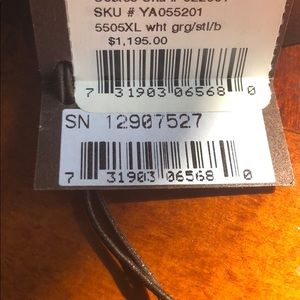 SKU # YA055201
5505XL wht grg/stl/b
$1,195.00
7 31903 06568 0
SN 12907527
7 31903 06568 0